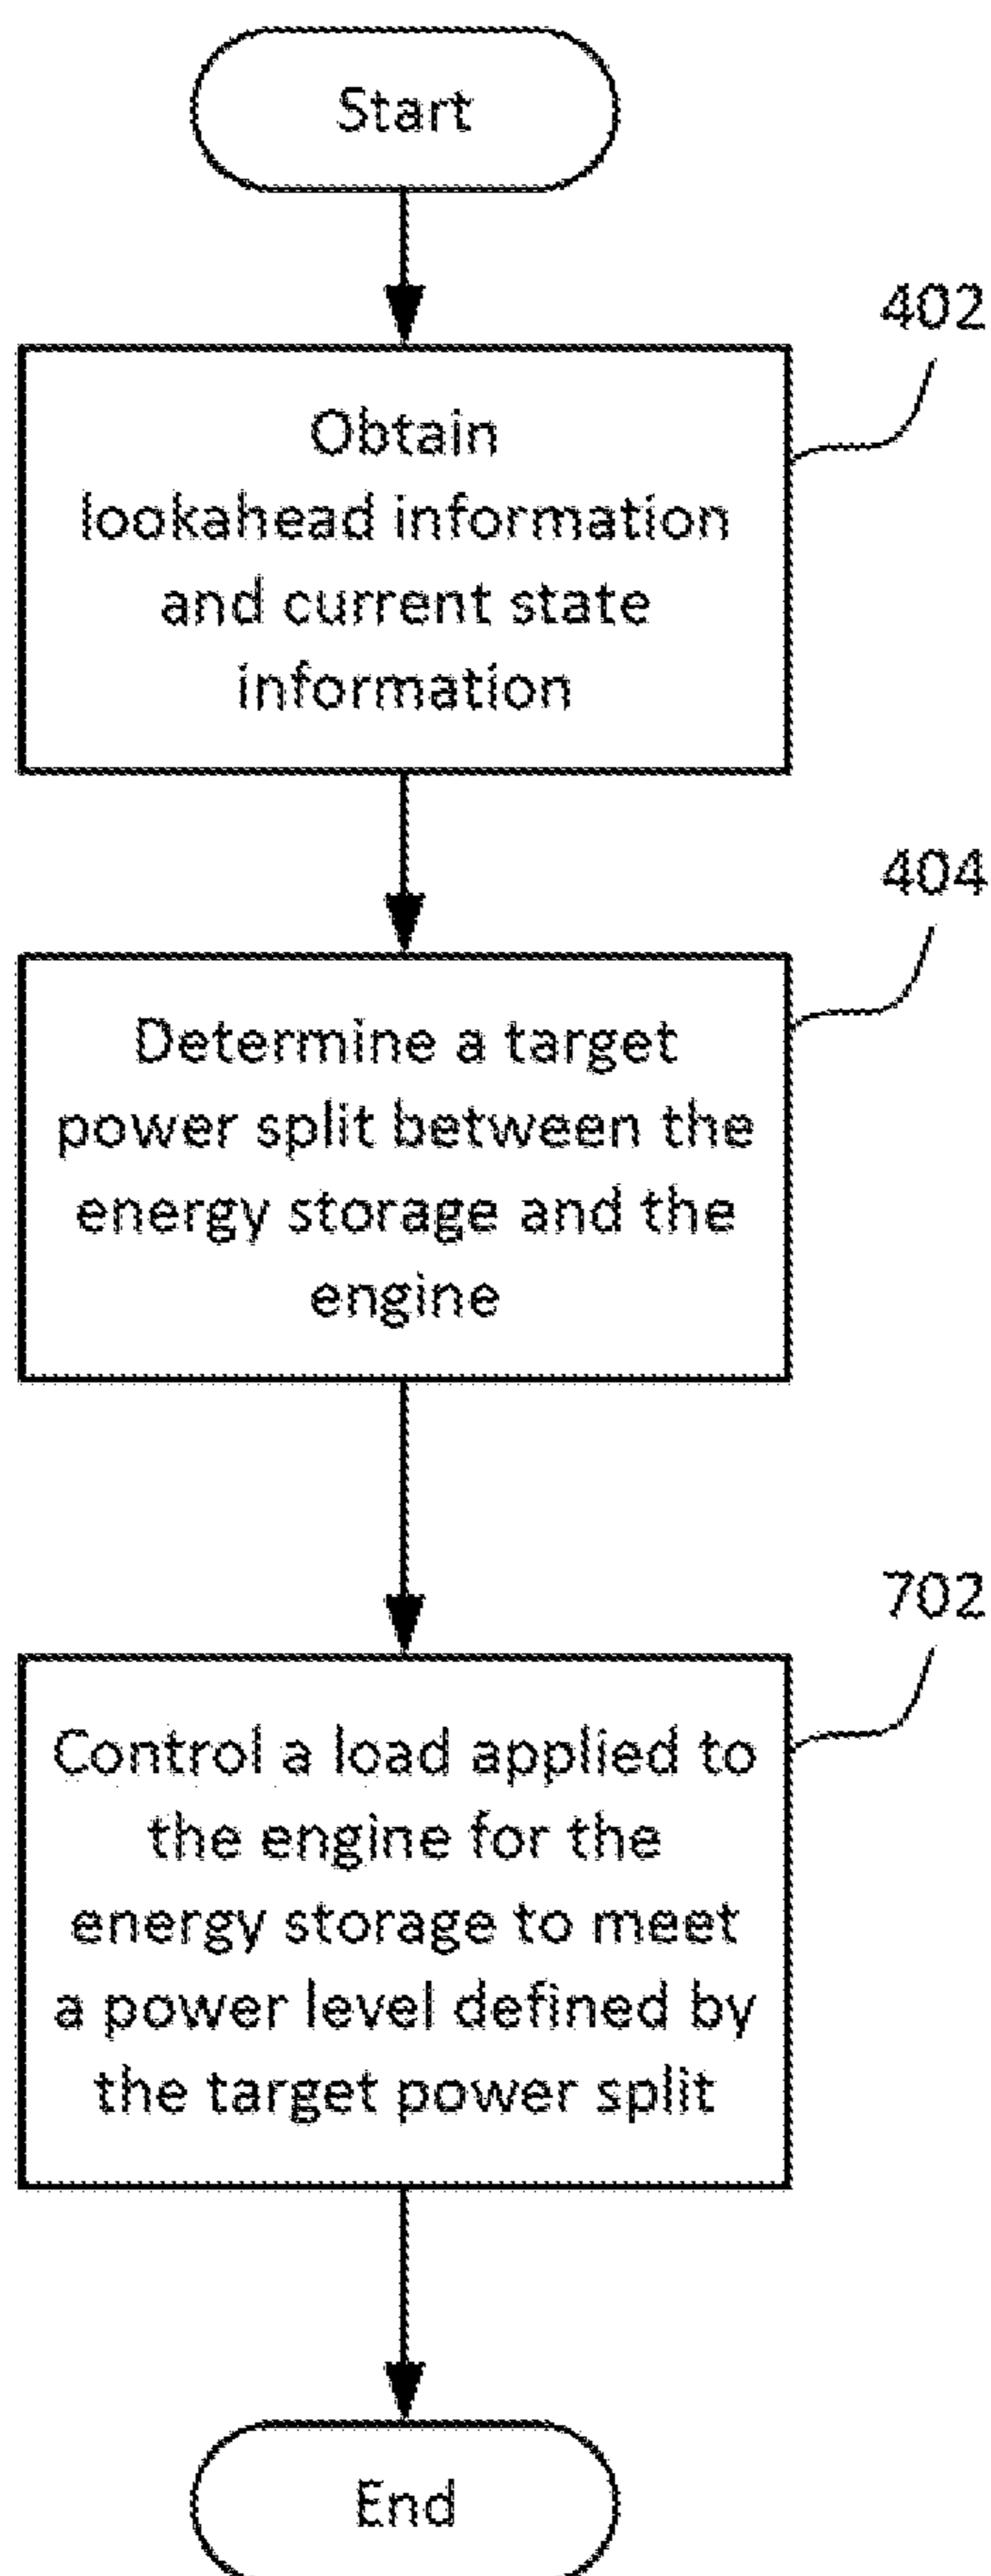 Start
402
Obtain
lookahead information
and current state
information
404
Determine a target
power split between the
energy storage and the
engine
702
Control a load applied to
the engine for the
energy storage to meet
a power level defined by
the target power split
End